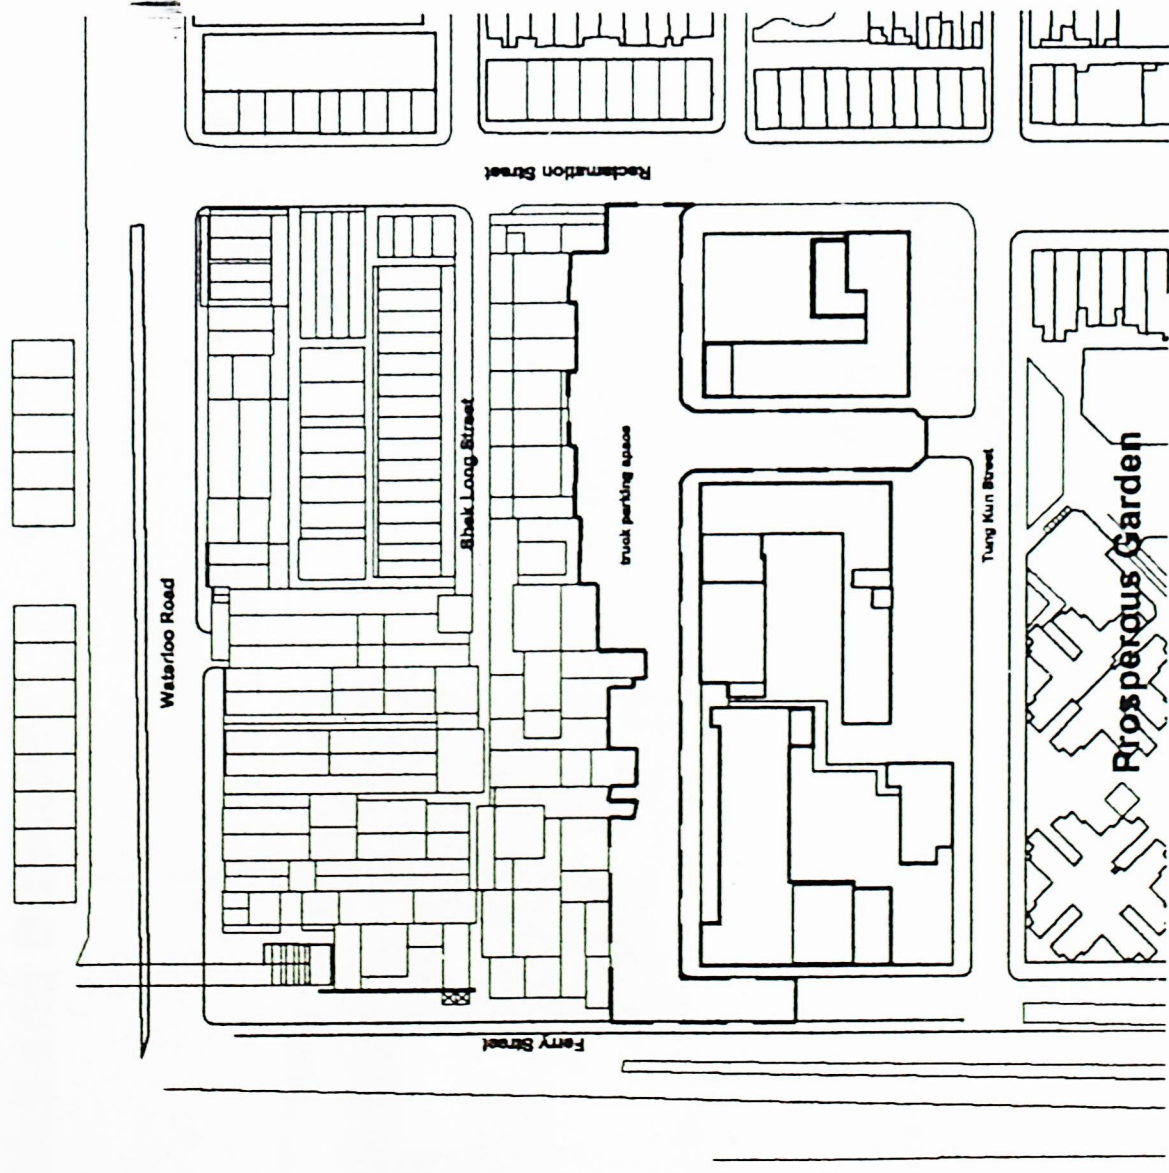 Reclamation Street
Shek Long Street
truck parking space
Tung Kun Street
Prosperous Garden
Waterloo Road
Ferry Street